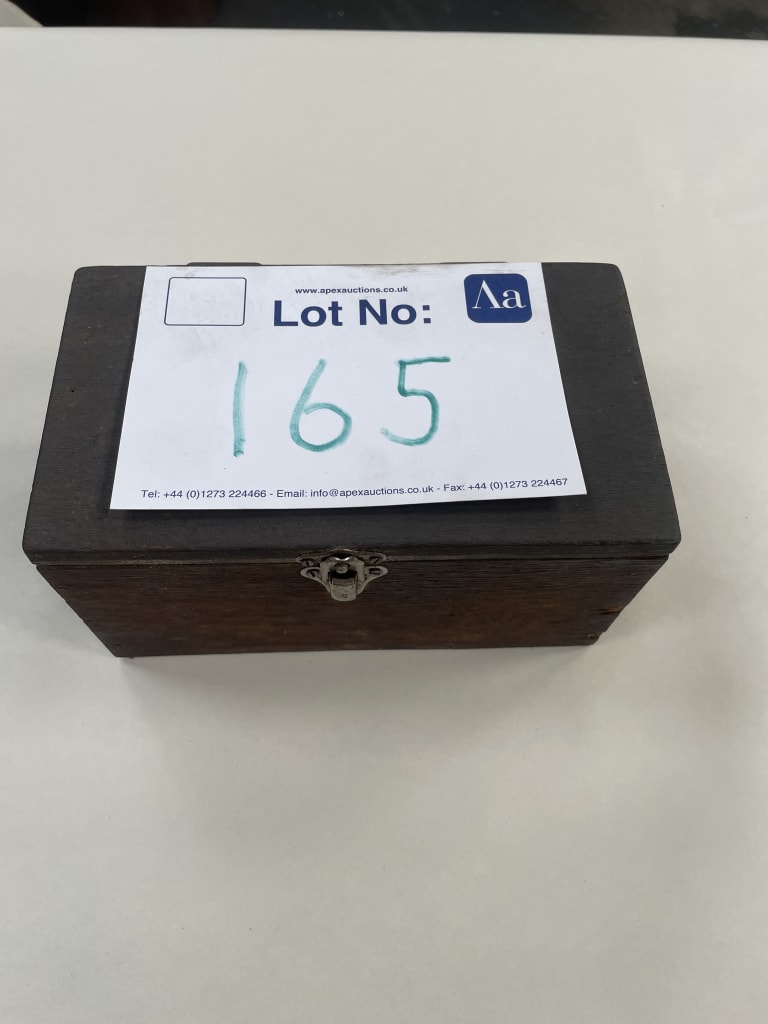 www.apexauctions.co.uk
Lot No:
Aa
165
Tel: +44 (0)1273 224466 - Email: info@apexauctions.co.uk - Fax: +44 (0)1273 224467